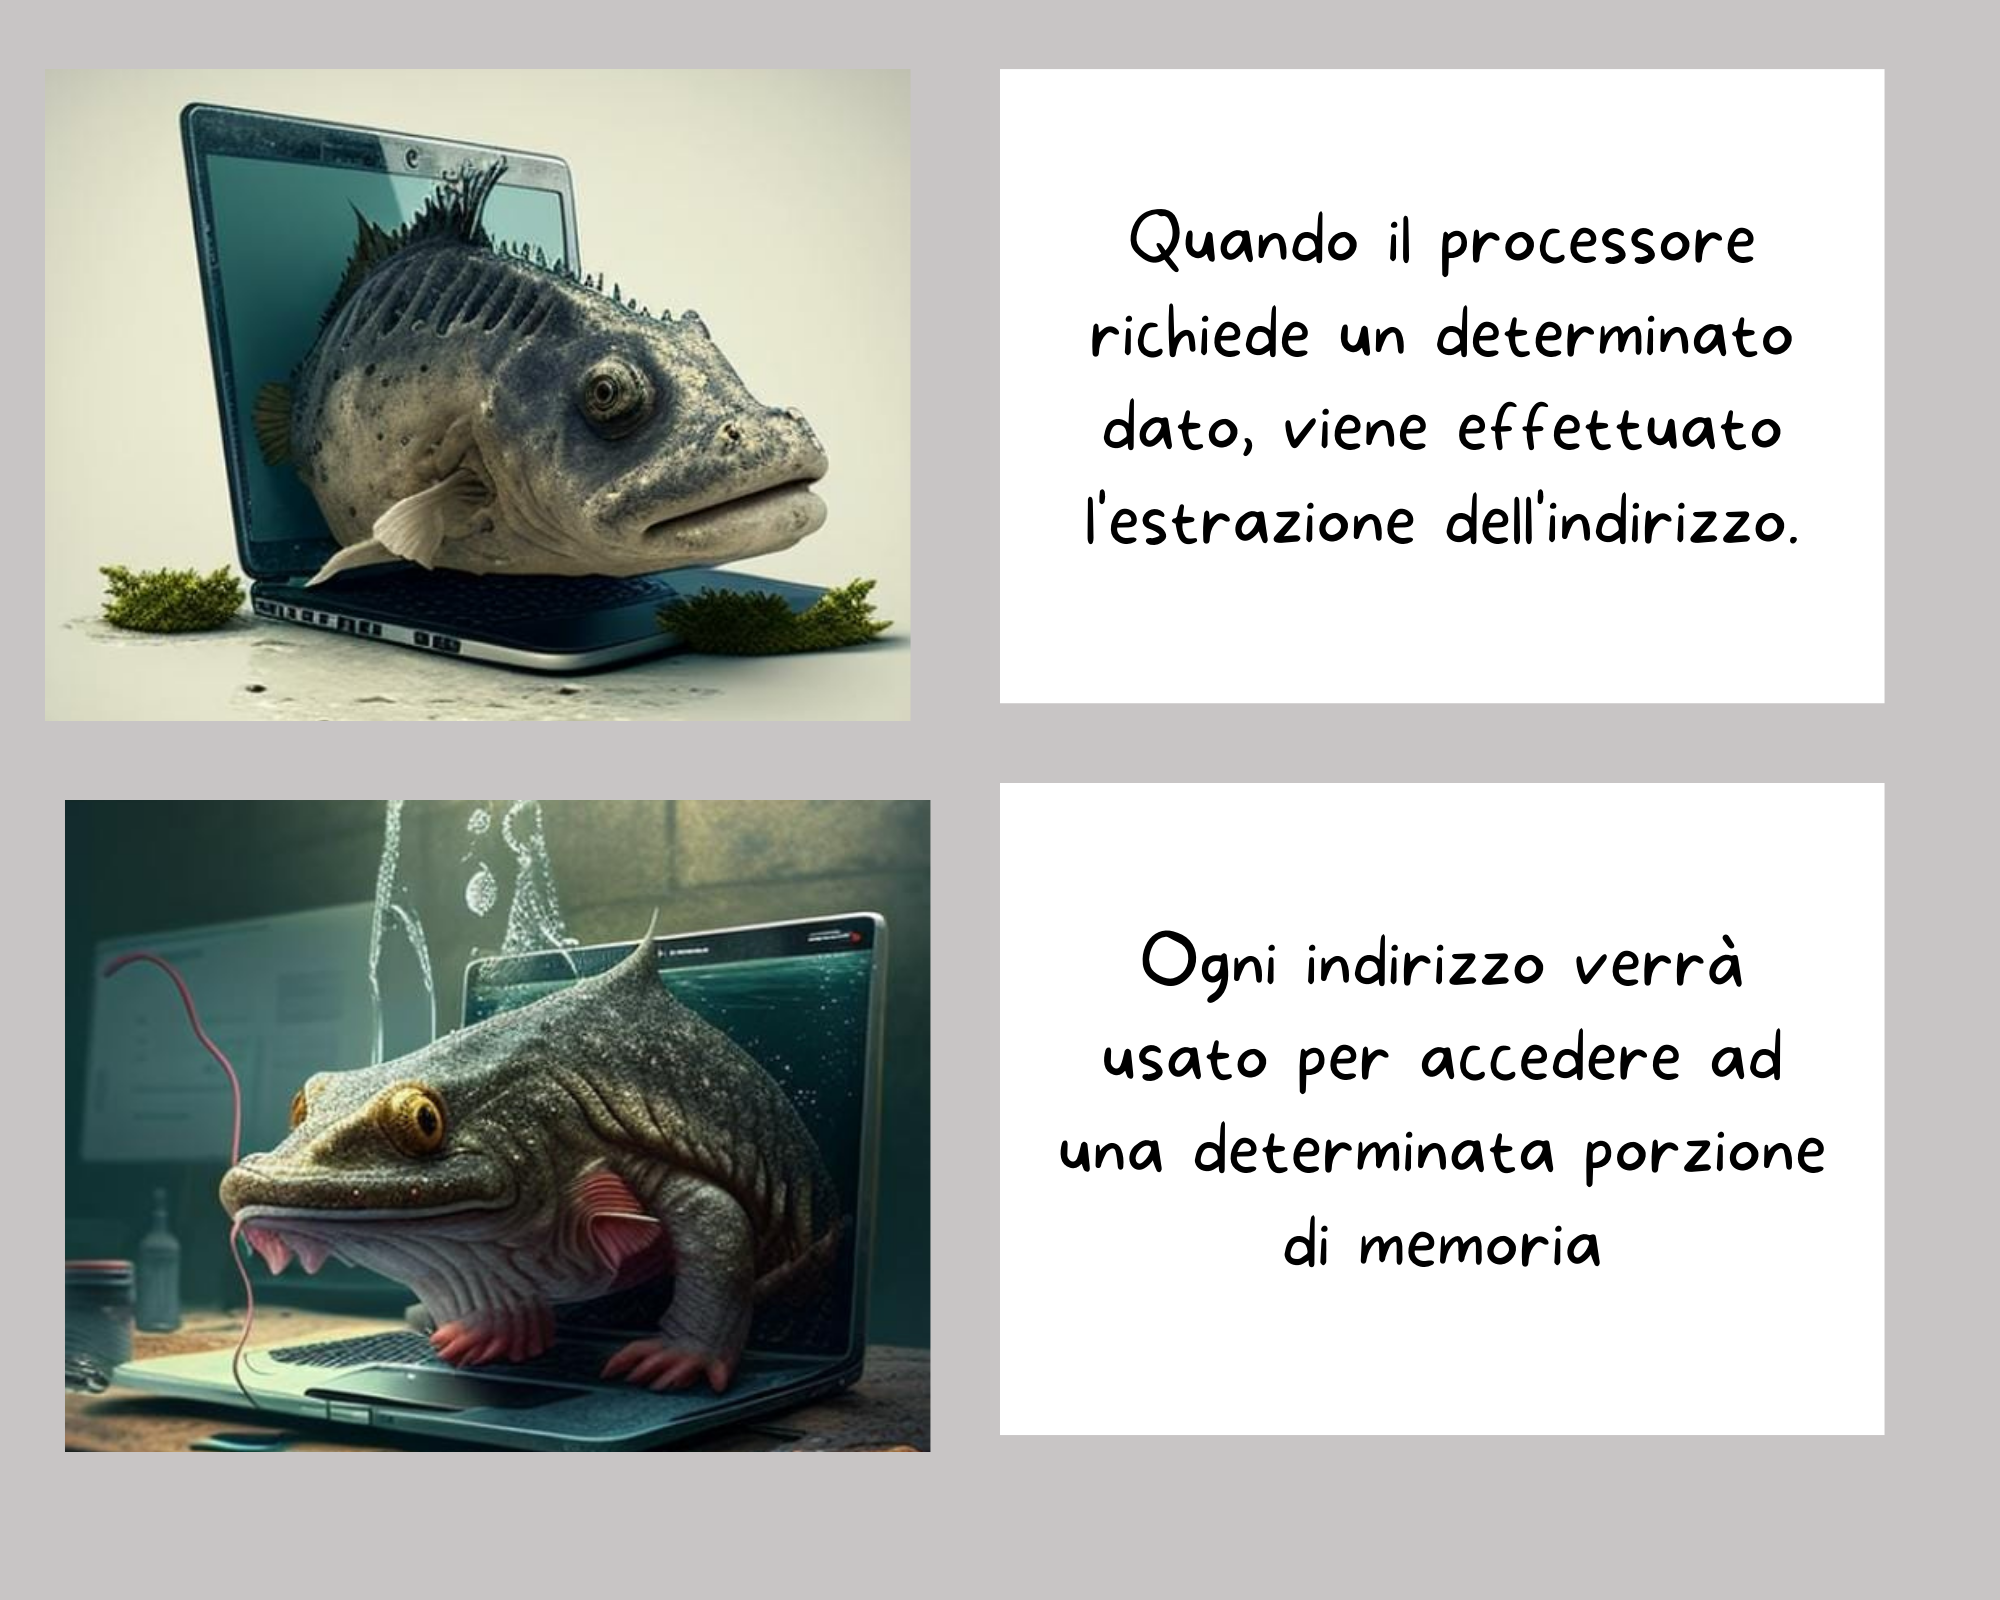 Quando il processore
richiede un determinato
dato, viene effettuato
l'estrazione dell'indirizzo.
Ogni indirizzo verrà
usato per accedere ad
una determinata porzione
di memoria